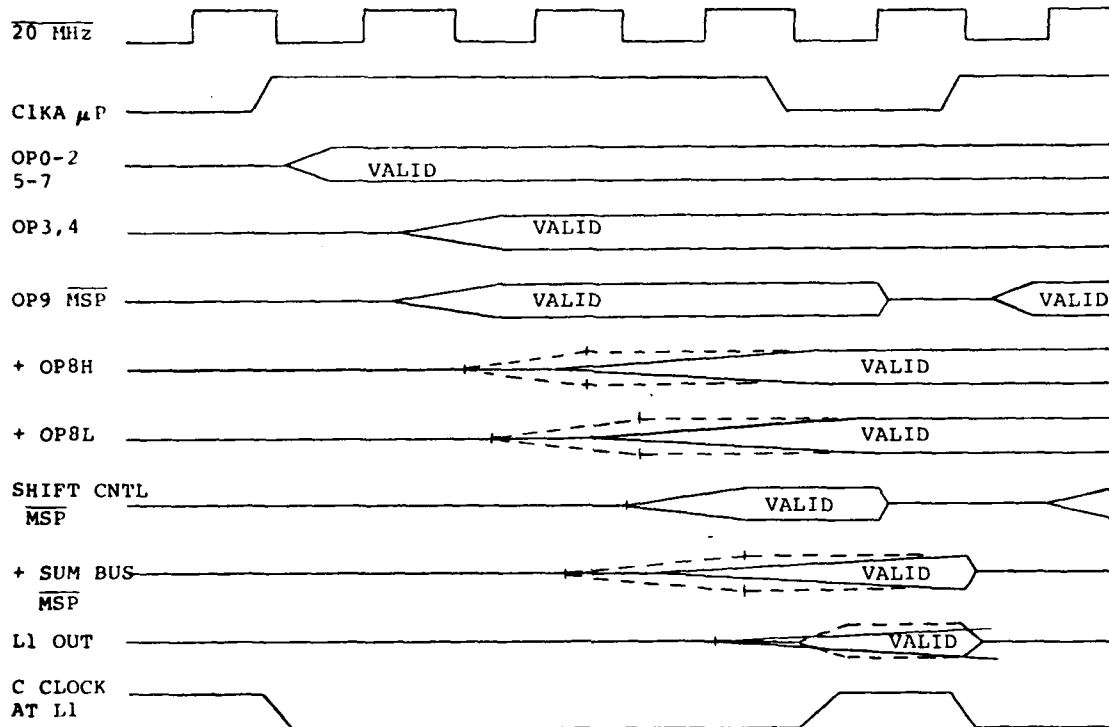 20 MHz
C1KA μP
OP0-2
5-7
VALID
OP3,4
VALID
OP9 MSP
VALID
VALID
+ OP8H
VALID
+ OP8L
VALID
SHIFT CNTL
MSP
VALID
+ SUM BUS
MSP
VALID
L1 OUT
VALID
C CLOCK
AT L1